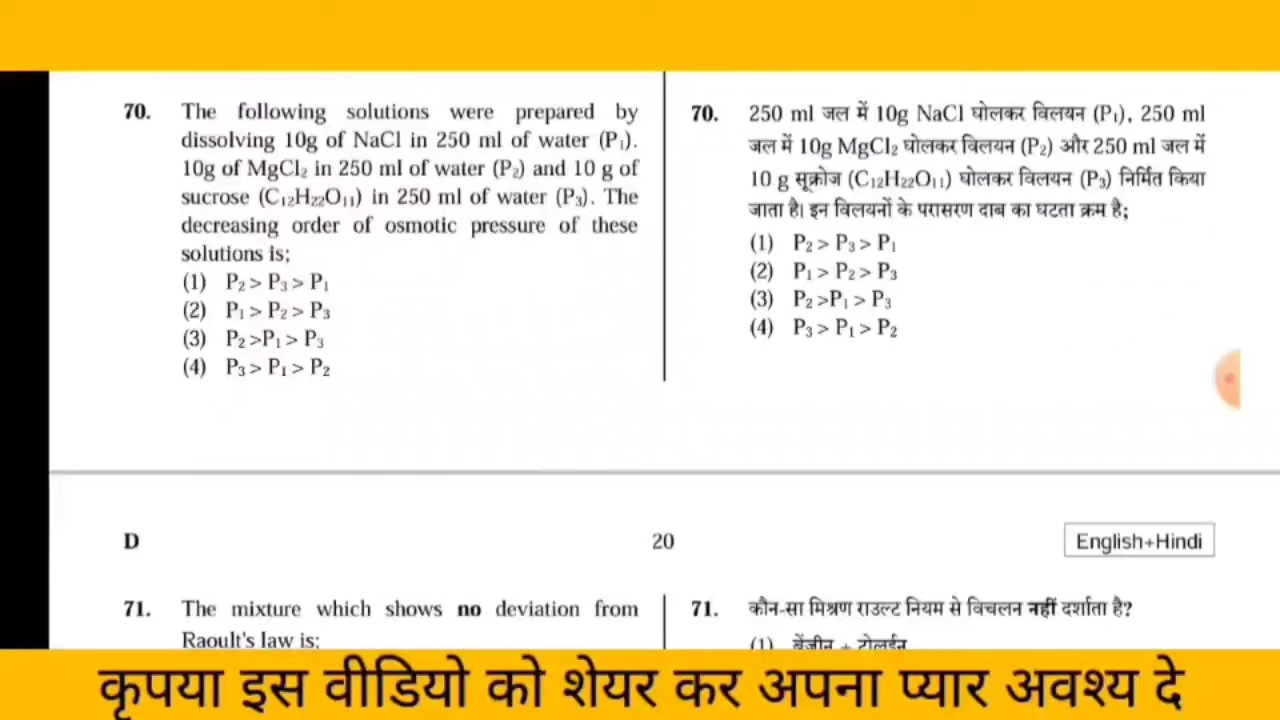 70. The following solutions were prepared by
dissolving 10g of NaCl in 250 ml of water (P₁).
10g of MgCl₂ in 250 ml of water (P₂) and 10 g of
sucrose (C₁₂H₂₂O₁₁) in 250 ml of water (P₃). The
decreasing order of osmotic pressure of these
solutions is;
(1) P₂ > P₃ > P₁
(2) P₁ > P₂ > P₃
(3) P₂ >P₁ > P₃
(4) P₃ > P₁ > P₂
70. 250 ml जल में 10g NaCl घोलकर विलयन (P₁), 250 ml
जल में 10g MgCl₂ घोलकर विलयन (P₂) और 250 ml जल में
10 g सूक्रोज (C₁₂H₂₂O₁₁) घोलकर विलयन (P₃) निर्मित किया
जाता है। इन विलयनों के परासरण दाब का घटता क्रम है;
(1) P₂ > P₃ > P₁
(2) P₁ > P₂ > P₃
(3) P₂ >P₁ > P₃
(4) P₃ > P₁ > P₂
D 20 English+Hindi
71. The mixture which shows no deviation from
Raoult's law is:
71. कौन-सा मिश्रण राउल्ट नियम से विचलन नहीं दर्शाता है?
(1) बेंज़ीन + टोलुईन
कृपया इस वीडियो को शेयर कर अपना प्यार अवश्य दे